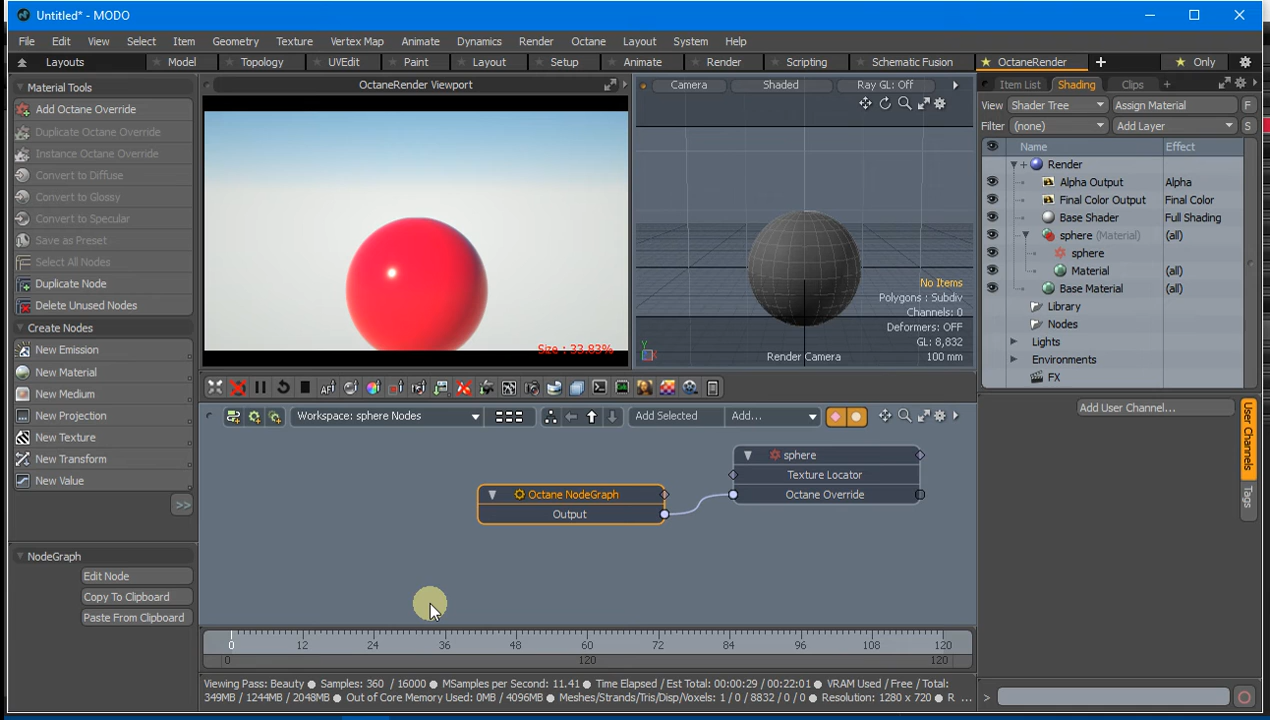 Untitled* - MODO
File Edit View Select Item Geometry Texture Vertex Map Animate Dynamics Render Octane Layout System Help
Layouts Model Topology UVEdit Paint Layout Setup Animate Render Scripting Schematic Fusion OctaneRender + Only
Material Tools
Add Octane Override
Duplicate Octane Override
Instance Octane Override
Convert to Diffuse
Convert to Glossy
Convert to Specular
Save as Preset
Select All Nodes
Duplicate Node
Delete Unused Nodes
Create Nodes
New Emission
New Material
New Medium
New Projection
New Texture
New Transform
New Value
>>
NodeGraph
Edit Node
Copy To Clipboard
Paste From Clipboard
OctaneRender Viewport
Size : 33.83%
Camera Shaded Ray GL: Off
No Items
Polygons : Subdiv
Channels: 0
Deformers: OFF
GL: 8,832
100 mm
Render Camera
Y
Workspace: sphere Nodes Add Selected Add...
sphere
Texture Locator
Octane Override
Octane NodeGraph
Output
0 12 24 36 48 60 72 84 96 108 120
0 120 120
Viewing Pass: Beauty ● Samples: 360 / 16000 ● MSamples per Second: 11.41 ● Time Elapsed / Est Total: 00:00:29 / 00:22:01 ● VRAM Used / Free / Total:
349MB / 1244MB / 2048MB ● Out of Core Memory Used: 0MB / 4096MB ● Meshes/Strands/Tris/Disp/Voxels: 1 / 0 / 8832 / 0 / 0 ● Resolution: 1280 x 720 ● R ...
Item List Shading Clips +
View Shader Tree Assign Material F
Filter (none) Add Layer S
Name Effect
Render
Alpha Output Alpha
Final Color Output Final Color
Base Shader Full Shading
sphere (Material) (all)
sphere
Material (all)
Base Material (all)
Library
Nodes
Lights
Environments
FX
Add User Channel...
User Channels
Tags
>